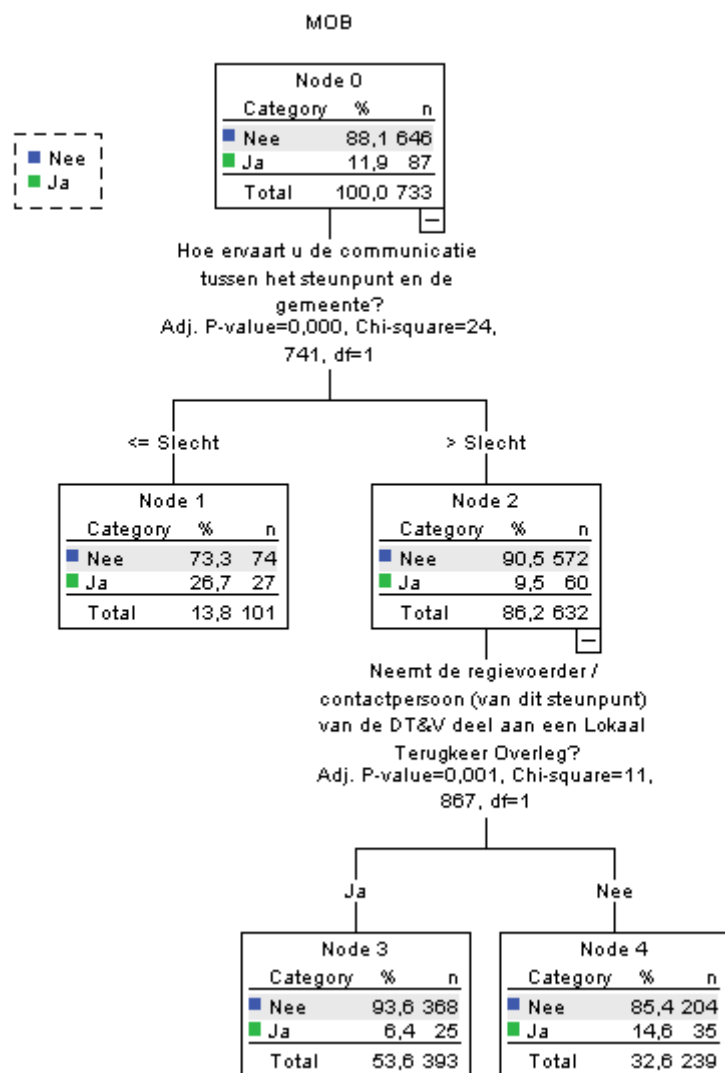 MOB
Nee
Ja
Node 0
Category % n
Nee 88,1 646
Ja 11,9 87
Total 100,0 733
Hoe ervaart u de communicatie
tussen het steunpunt en de
gemeente?
Adj. P-value=0,000, Chi-square=24,
741, df=1
<= Slecht
> Slecht
Node 1
Category % n
Nee 73,3 74
Ja 26,7 27
Total 13,8 101
Node 2
Category % n
Nee 90,5 572
Ja 9,5 60
Total 86,2 632
Neemt de regievoerder /
contactpersoon (van dit steunpunt)
van de DT&V deel aan een Lokaal
Terugkeer Overleg?
Adj. P-value=0,001, Chi-square=11,
867, df=1
Ja
Nee
Node 3
Category % n
Nee 93,6 368
Ja 6,4 25
Total 53,6 393
Node 4
Category % n
Nee 85,4 204
Ja 14,6 35
Total 32,6 239